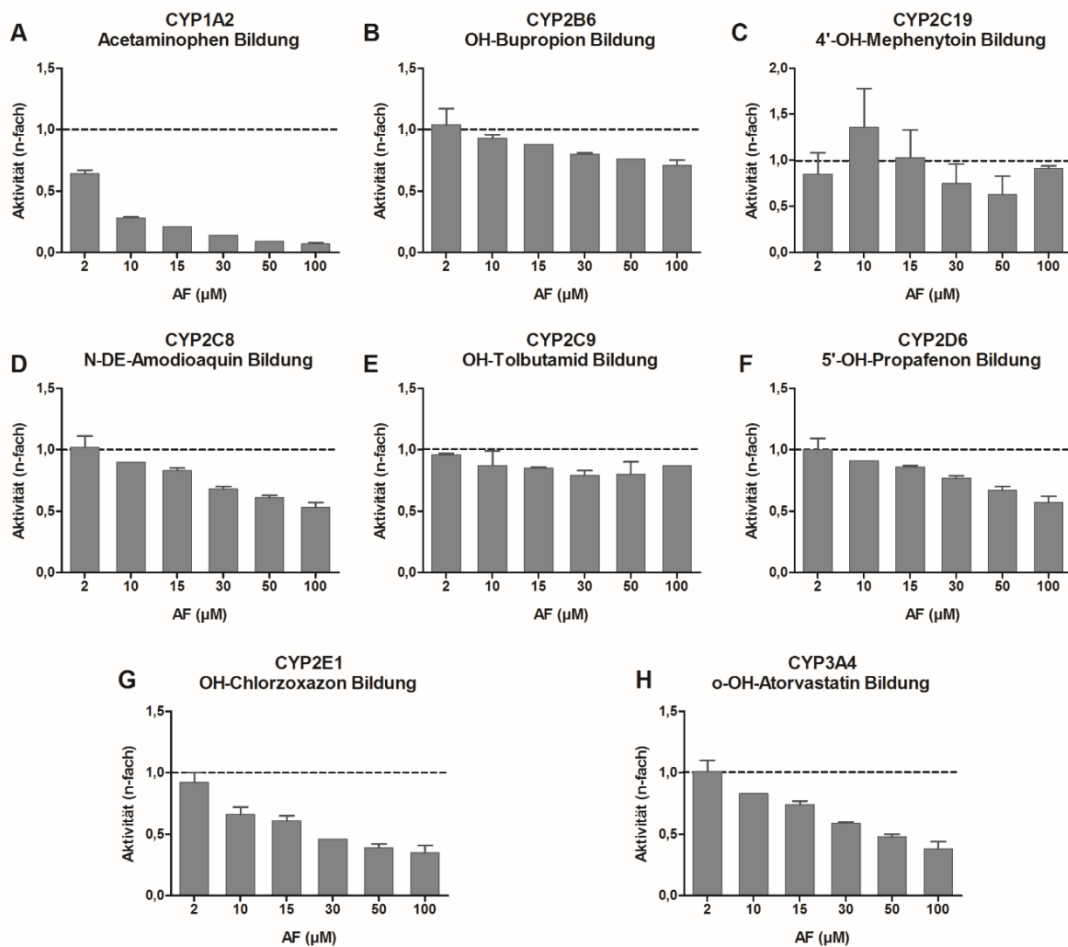 A
CYP1A2
Acetaminophen Bildung
Aktivität (n-fach)
1,5
1,0
0,5
0,0
2 10 15 30 50 100
AF (µM)
B
CYP2B6
OH-Bupropion Bildung
Aktivität (n-fach)
1,5
1,0
0,5
0,0
2 10 15 30 50 100
AF (µM)
C
CYP2C19
4'-OH-Mephenytoin Bildung
Aktivität (n-fach)
2,0
1,5
1,0
0,5
0,0
2 10 15 30 50 100
AF (µM)
D
CYP2C8
N-DE-Amodioaquin Bildung
Aktivität (n-fach)
1,5
1,0
0,5
0,0
2 10 15 30 50 100
AF (µM)
E
CYP2C9
OH-Tolbutamid Bildung
Aktivität (n-fach)
1,5
1,0
0,5
0,0
2 10 15 30 50 100
AF (µM)
F
CYP2D6
5'-OH-Propafenon Bildung
Aktivität (n-fach)
1,5
1,0
0,5
0,0
2 10 15 30 50 100
AF (µM)
G
CYP2E1
OH-Chlorzoxazon Bildung
Aktivität (n-fach)
1,5
1,0
0,5
0,0
2 10 15 30 50 100
AF (µM)
H
CYP3A4
o-OH-Atorvastatin Bildung
Aktivität (n-fach)
1,5
1,0
0,5
0,0
2 10 15 30 50 100
AF (µM)